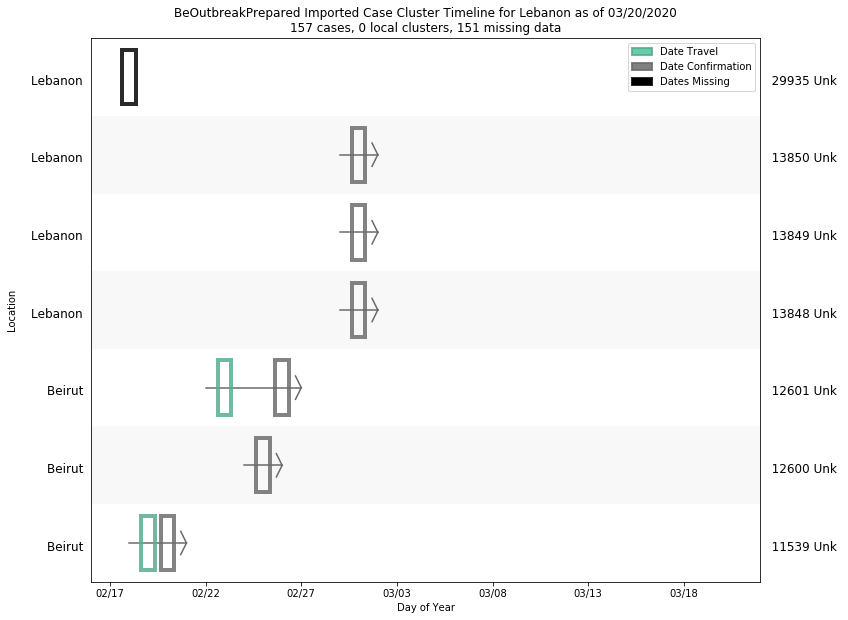 BeOutbreakPrepared Imported Case Cluster Timeline for Lebanon as of 03/20/2020
157 cases, 0 local clusters, 151 missing data
Date Travel
Date Confirmation
Dates Missing
Lebanon 29935 Unk
Lebanon 13850 Unk
Lebanon 13849 Unk
Lebanon 13848 Unk
Beirut 12601 Unk
Beirut 12600 Unk
Beirut 11539 Unk
Location
02/17 02/22 02/27 03/03 03/08 03/13 03/18
Day of Year